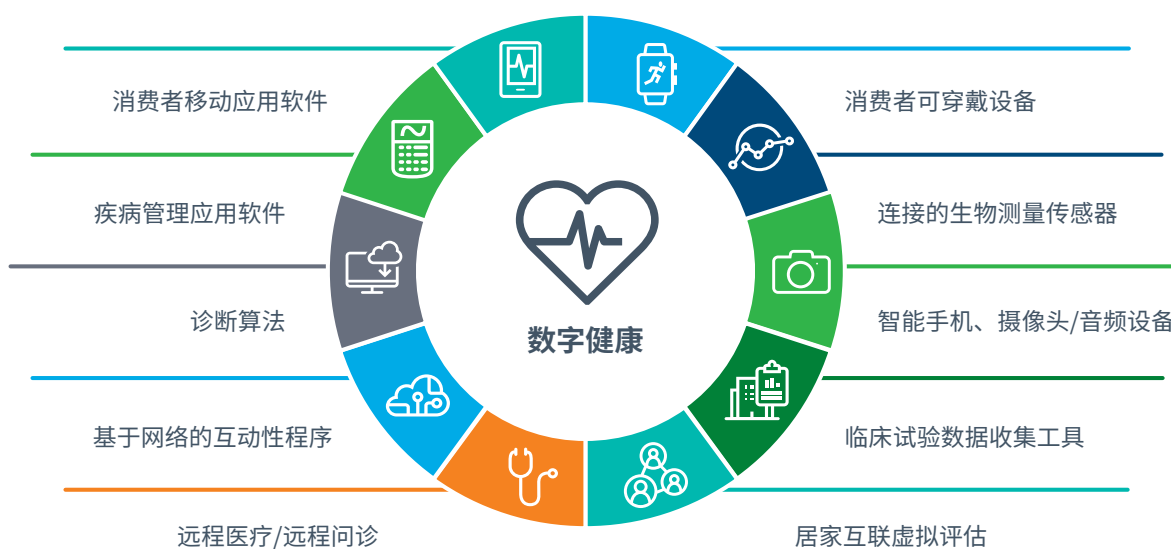 消费者移动应用软件
消费者可穿戴设备
疾病管理应用软件
连接的生物测量传感器
诊断算法
智能手机、摄像头/音频设备
数字健康
基于网络的互动性程序
临床试验数据收集工具
远程医疗/远程问诊
居家互联虚拟评估